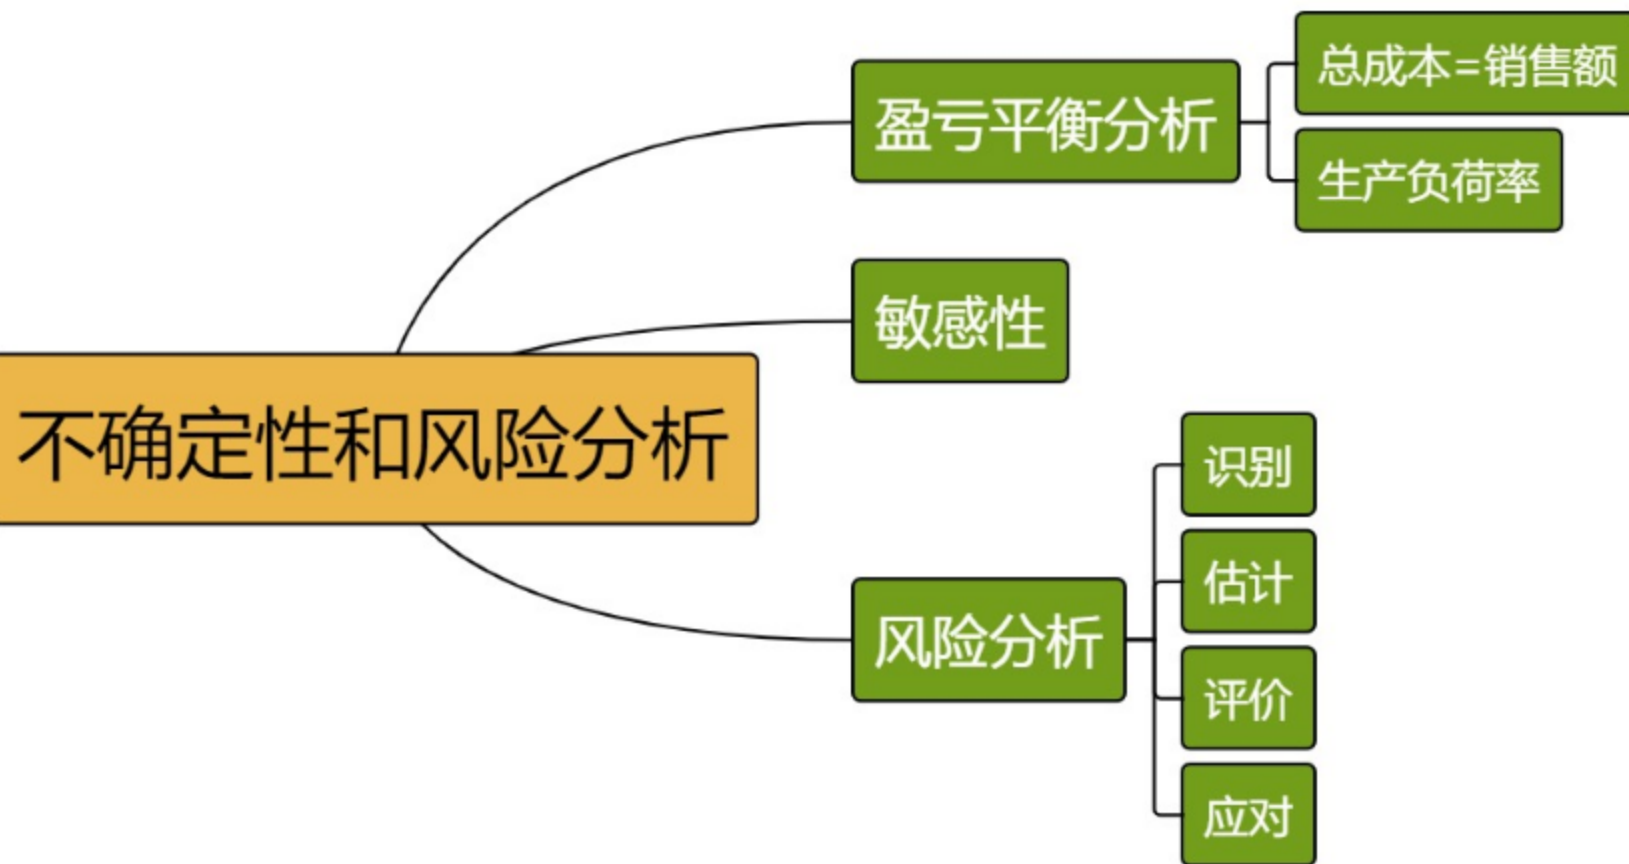 总成本=销售额
盈亏平衡分析
生产负荷率
敏感性
不确定性和风险分析
识别
估计
风险分析
评价
应对